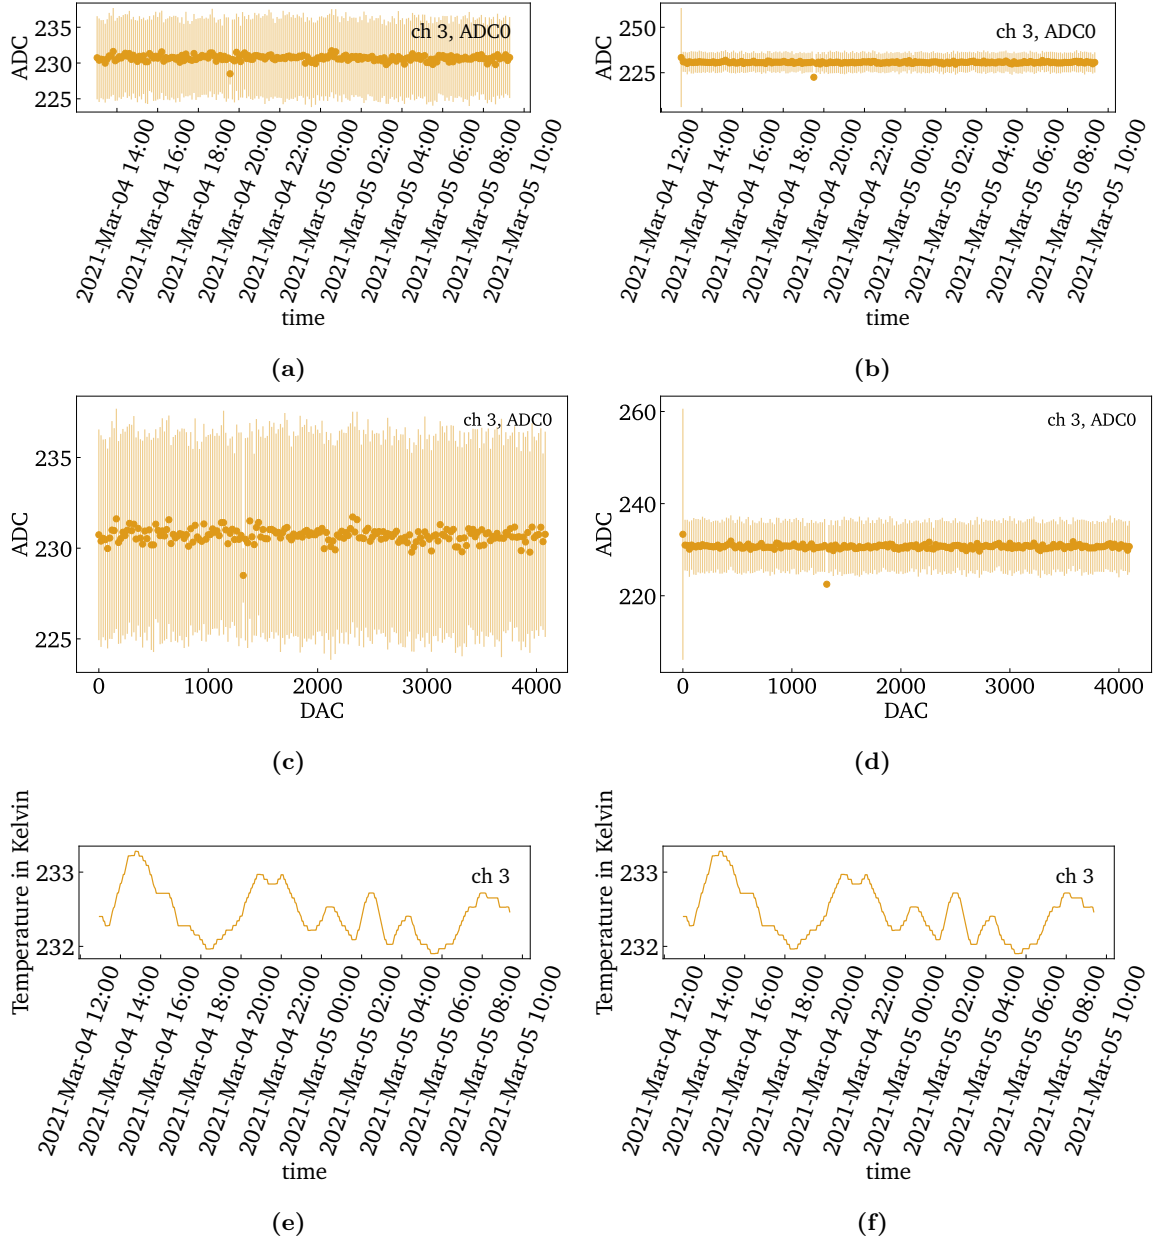 235
230
225
ADC
ch 3, ADC0
2021-Mar-04 14:00
2021-Mar-04 16:00
2021-Mar-04 18:00
2021-Mar-04 20:00
2021-Mar-04 22:00
2021-Mar-05 00:00
2021-Mar-05 02:00
2021-Mar-05 04:00
2021-Mar-05 06:00
2021-Mar-05 08:00
2021-Mar-05 10:00
time
(a)
250
225
ADC
ch 3, ADC0
2021-Mar-04 12:00
2021-Mar-04 14:00
2021-Mar-04 16:00
2021-Mar-04 18:00
2021-Mar-04 20:00
2021-Mar-04 22:00
2021-Mar-05 00:00
2021-Mar-05 02:00
2021-Mar-05 04:00
2021-Mar-05 06:00
2021-Mar-05 08:00
2021-Mar-05 10:00
time
(b)
235
230
225
ADC
ch 3, ADC0
0 1000 2000 3000 4000
DAC
(c)
260
240
220
ADC
ch 3, ADC0
0 1000 2000 3000 4000
DAC
(d)
Temperature in Kelvin
233
232
ch 3
2021-Mar-04 12:00
2021-Mar-04 14:00
2021-Mar-04 16:00
2021-Mar-04 18:00
2021-Mar-04 20:00
2021-Mar-04 22:00
2021-Mar-05 00:00
2021-Mar-05 02:00
2021-Mar-05 04:00
2021-Mar-05 06:00
2021-Mar-05 08:00
2021-Mar-05 10:00
time
(e)
Temperature in Kelvin
233
232
ch 3
2021-Mar-04 12:00
2021-Mar-04 14:00
2021-Mar-04 16:00
2021-Mar-04 18:00
2021-Mar-04 20:00
2021-Mar-04 22:00
2021-Mar-05 00:00
2021-Mar-05 02:00
2021-Mar-05 04:00
2021-Mar-05 06:00
2021-Mar-05 08:00
2021-Mar-05 10:00
time
(f)